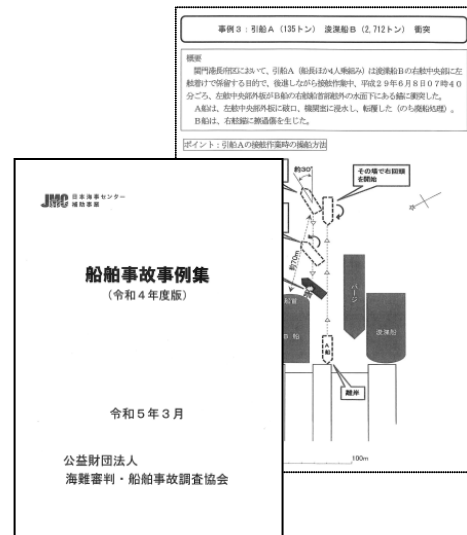 事例3：引船A（135トン） 浚渫船B（2,712トン） 衝突
概要
関門港長府区において、引船A（船長ほか4人乗組み）は浚渫船Bの右舷中央部に左
舷着けで係留する目的で、後進しながら接舷作業中、平成29年6月8日07時40
分ごろ、左舷中央部外板がB船の右舷船首部舷外の水面下にある錨に衝突した。
A船は、左舷中央部外板に破口、機関室に浸水し、転覆した（のち廃船処理）。
B船は、右舷錨に擦過傷を生じた。
ポイント：引船Aの接舷作業時の操船方法
約30°
その場で右回頭
を開始
約70m
バージ
浚渫船
B船
A船
離岸
100m
JMC 日本海事センター
補助事業
船舶事故事例集
（令和4年度版）
令和5年3月
公益財団法人
海難審判・船舶事故調査協会